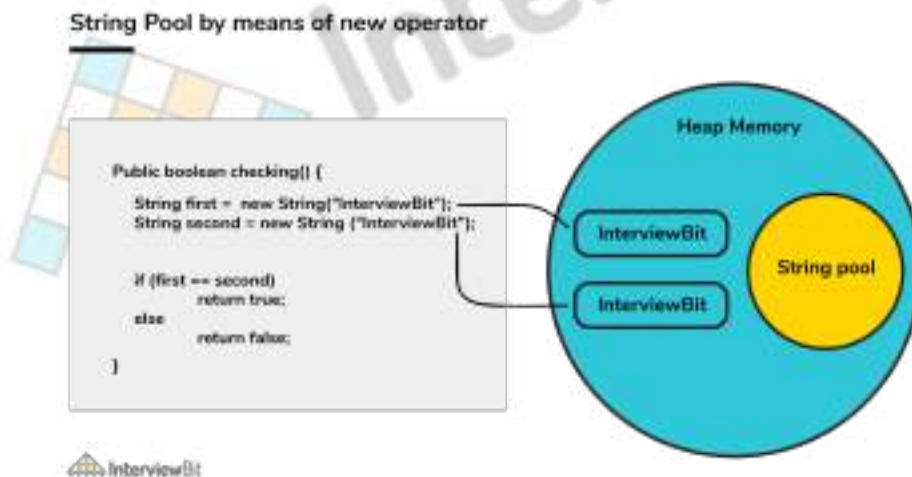 String Pool by means of new operator
Public boolean checking() {
String first = new String("InterviewBit");
String second = new String ("InterviewBit");
if (first == second)
return true;
else
return false;
}
Heap Memory
InterviewBit
InterviewBit
String pool
InterviewBit